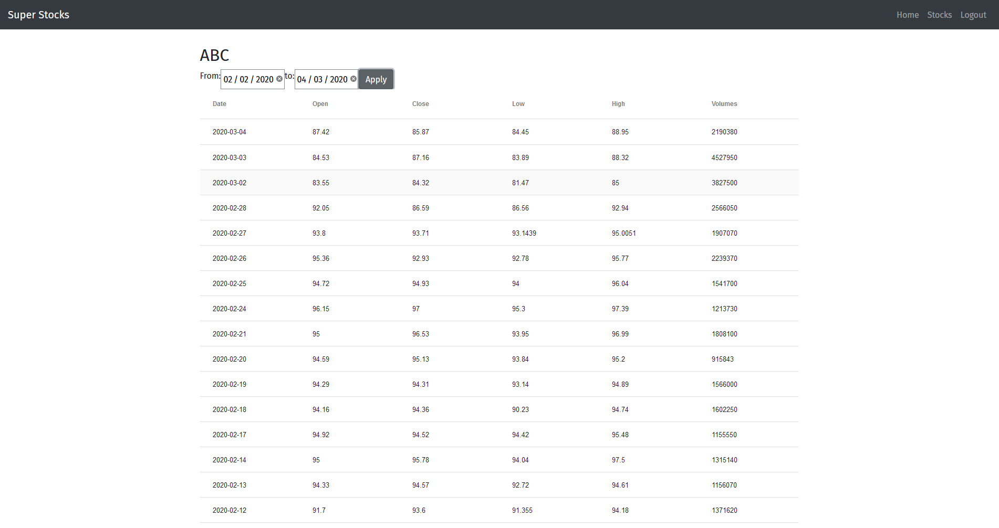 Super Stocks Home Stocks Logout
ABC
From: 02 / 02 / 2020 to: 04 / 03 / 2020 Apply
Date Open Close Low High Volumes
2020-03-04 87.42 85.87 84.45 88.95 2190380
2020-03-03 84.53 87.16 83.89 88.32 4527950
2020-03-02 83.55 84.32 81.47 85 3827500
2020-02-28 92.05 86.59 86.56 92.94 2566050
2020-02-27 93.8 93.71 93.1439 95.0051 1907070
2020-02-26 95.36 92.93 92.78 95.77 2239370
2020-02-25 94.72 94.93 94 96.04 1541700
2020-02-24 96.15 97 95.3 97.39 1213730
2020-02-21 95 96.53 93.95 96.99 1808100
2020-02-20 94.59 95.13 93.84 95.2 915843
2020-02-19 94.29 94.31 93.14 94.89 1566000
2020-02-18 94.16 94.36 90.23 94.74 1602250
2020-02-17 94.92 94.52 94.42 95.48 1155550
2020-02-14 95 95.78 94.04 97.5 1315140
2020-02-13 94.33 94.57 92.72 94.61 1156070
2020-02-12 91.7 93.6 91.355 94.18 1371620